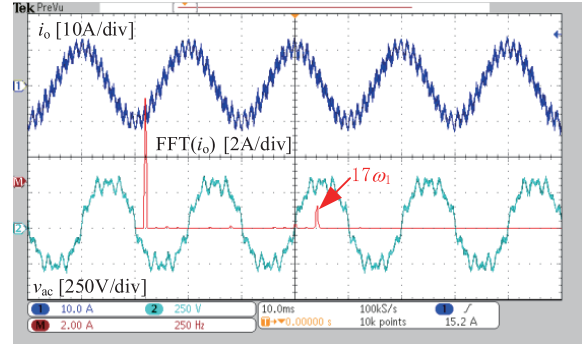 Tek PreVu
iₒ [10A/div]
1
FFT(iₒ) [2A/div]
M
17ω₁
2
v_ac [250V/div]
1 10.0 A 2 250 V 10.0ms 100kS/s 1
M 2.00 A 250 Hz T→▼0.00000 s 10k points 15.2 A